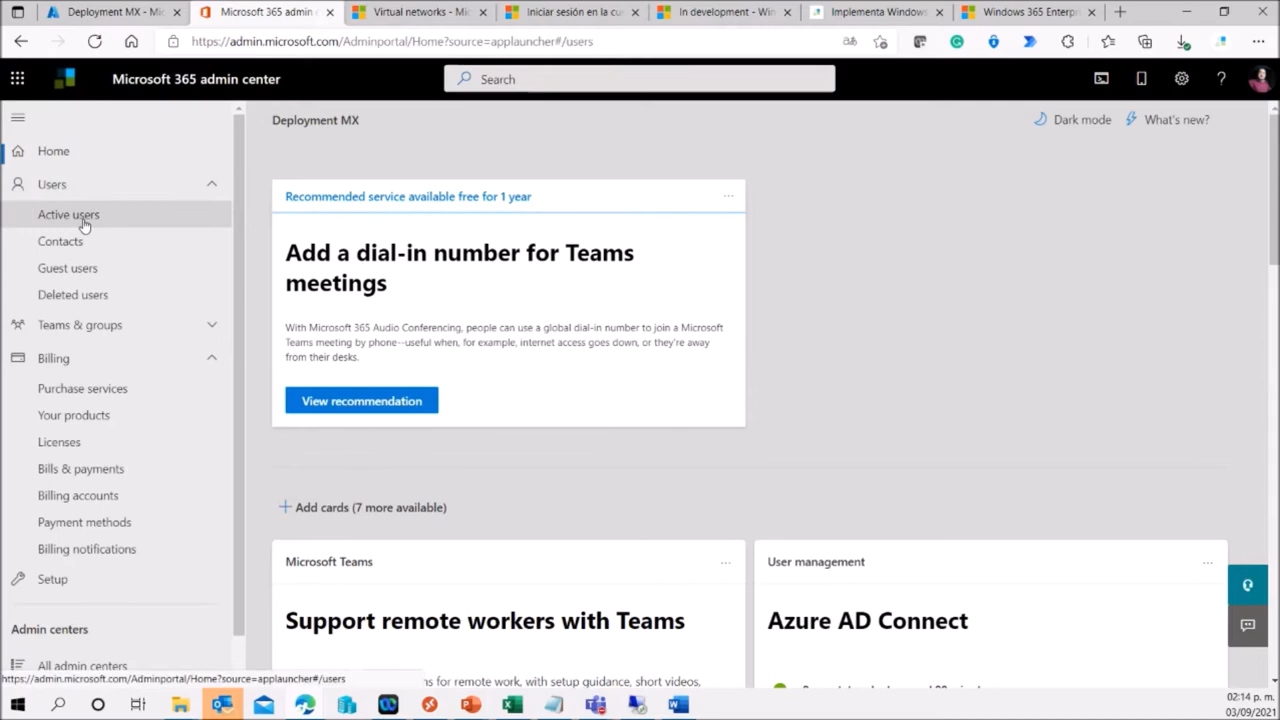 Deployment MX - Mic
Microsoft 365 admin c
Virtual networks - Mic
Iniciar sesión en la cu
In development - Win
Implementa Windows
Windows 365 Enterp
https://admin.microsoft.com/Adminportal/Home?source=applauncher#/users
Microsoft 365 admin center
Search
Deployment MX
Dark mode
What's new?
Home
Users
Active users
Contacts
Guest users
Deleted users
Teams & groups
Billing
Purchase services
Your products
Licenses
Bills & payments
Billing accounts
Payment methods
Billing notifications
Setup
Admin centers
All admin centers
Recommended service available free for 1 year
Add a dial-in number for Teams
meetings
With Microsoft 365 Audio Conferencing, people can use a global dial-in number to join a Microsoft
Teams meeting by phone--useful when, for example, internet access goes down, or they're away
from their desks.
View recommendation
Add cards (7 more available)
Microsoft Teams
Support remote workers with Teams
ns for remote work, with setup guidance, short videos,
User management
Azure AD Connect
https://admin.microsoft.com/Adminportal/Home?source=applauncher#/users
02:14 p. m.
03/09/2021